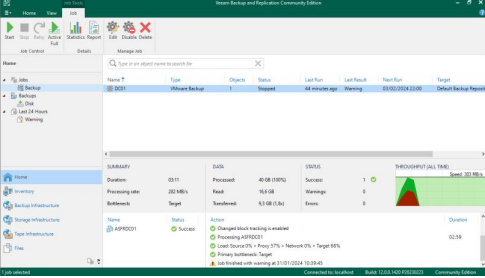 Job Tools
Veeam Backup and Replication Community Edition
Home View Job
Start Stop Retry Active Full Statistics Report Edit Disable Delete
Job Control Details Manage Job
Home
Type in an object name to search for
Jobs
Backup
Backups
Disk
Last 24 Hours
Warning
Name Type Objects Status Last Run Last Result Next Run Target
DC01 VMware Backup 1 Stopped 44 minutes ago Warning 03/02/2024 22:00 Default Backup Reposit
SUMMARY DATA STATUS THROUGHPUT (ALL TIME)
Speed: 303 MB/s
Duration: 03:11 Processed: 40 GB (100%) Success: 1
Processing rate: 282 MB/s Read: 16,6 GB Warnings: 0
Bottleneck: Target Transferred: 9,3 GB (1,8x) Errors: 0
Name Status Action Duration
ASFRDC01 Success Changed block tracking is enabled
Processing ASFRDC01 02:59
Load: Source 0% > Proxy 57% > Network 0% > Target 66%
Primary bottleneck: Target
Job finished with warning at 31/01/2024 10:39:45
Home
Inventory
Backup Infrastructure
Storage Infrastructure
Tape Infrastructure
Files
1 job selected Connected to: localhost Build: 12.0.0.1420 P20230223 Community Edition